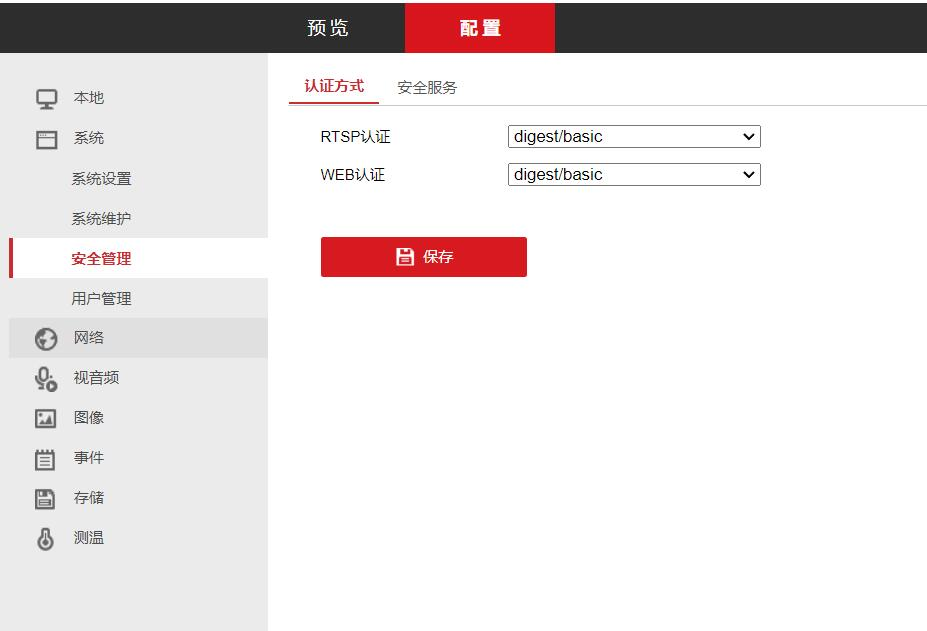 预览
配置
本地
系统
系统设置
系统维护
安全管理
用户管理
网络
视音频
图像
事件
存储
测温
认证方式 安全服务
RTSP认证 digest/basic
WEB认证 digest/basic
保存